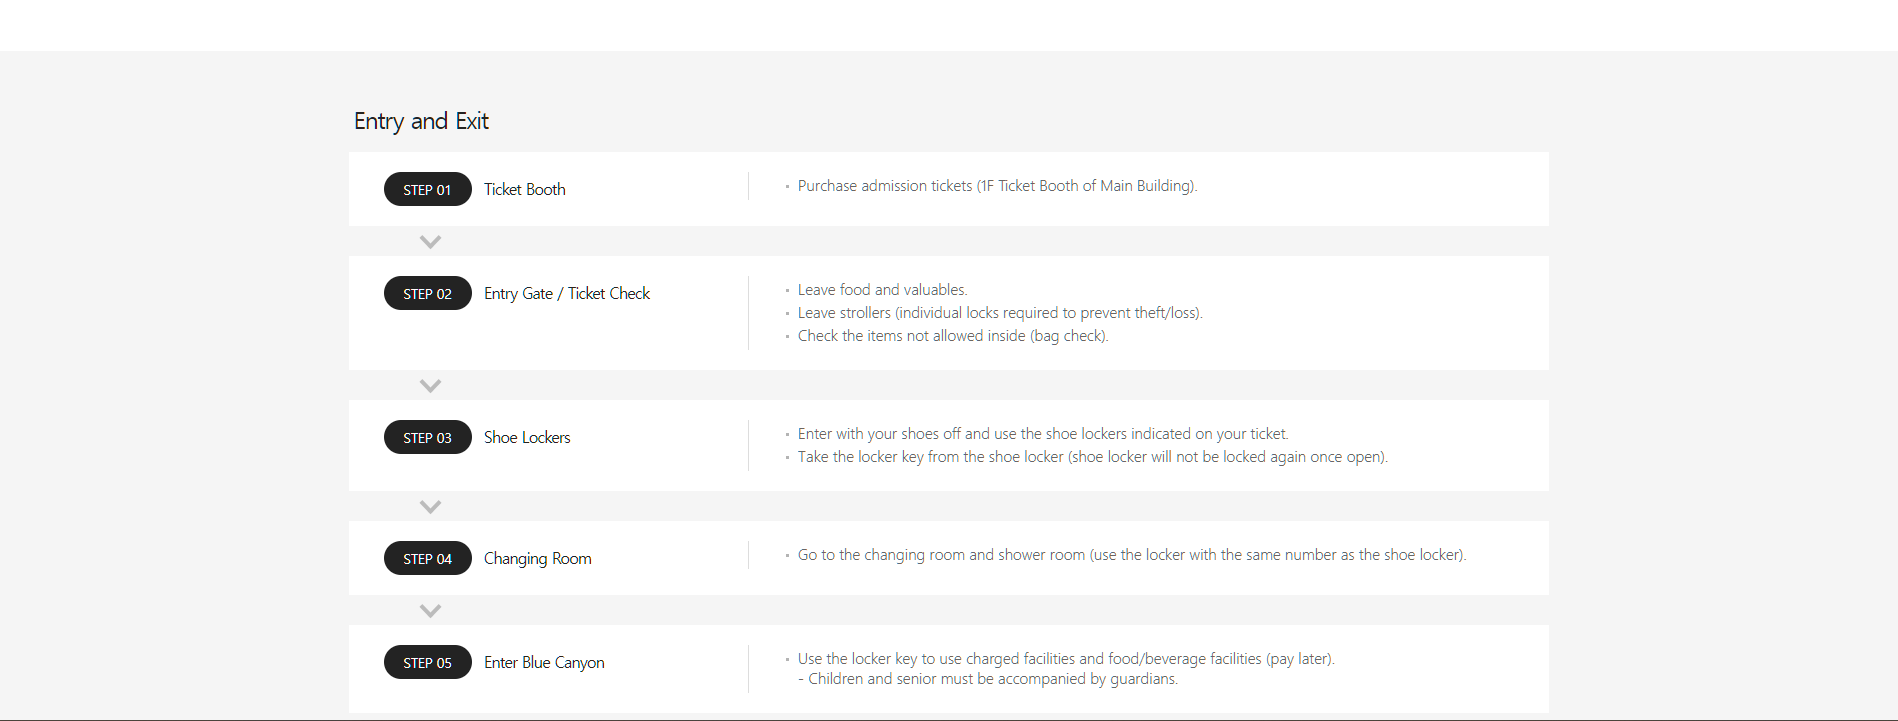 Entry and Exit
STEP 01 Ticket Booth
Purchase admission tickets (1F Ticket Booth of Main Building).
STEP 02 Entry Gate / Ticket Check
Leave food and valuables.
Leave strollers (individual locks required to prevent theft/loss).
Check the items not allowed inside (bag check).
STEP 03 Shoe Lockers
Enter with your shoes off and use the shoe lockers indicated on your ticket.
Take the locker key from the shoe locker (shoe locker will not be locked again once open).
STEP 04 Changing Room
Go to the changing room and shower room (use the locker with the same number as the shoe locker).
STEP 05 Enter Blue Canyon
Use the locker key to use charged facilities and food/beverage facilities (pay later).
- Children and senior must be accompanied by guardians.